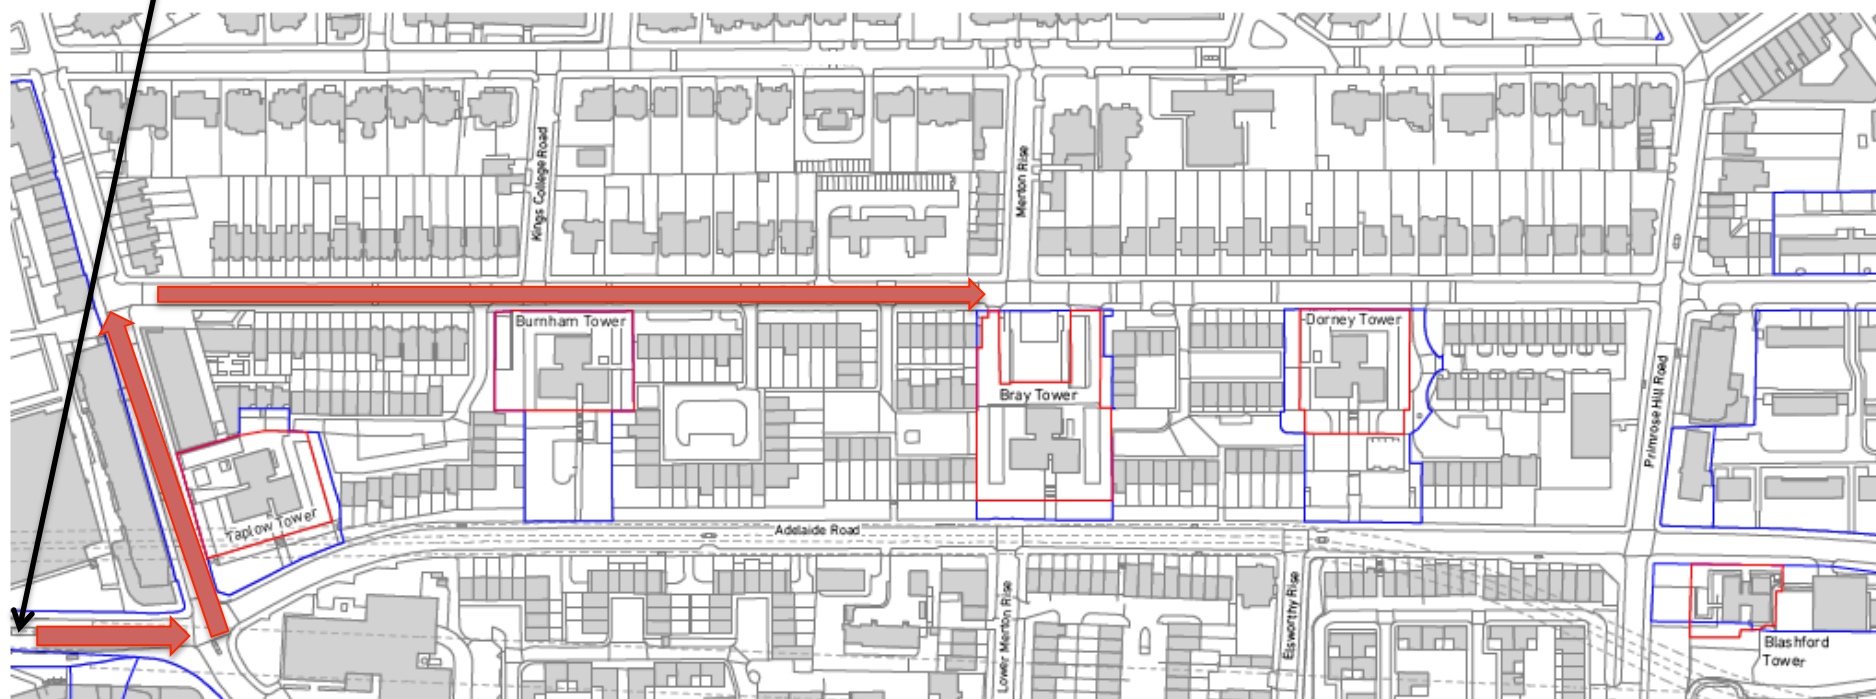 Kings College Road
Merton Rise
Burnham Tower
Dorney Tower
Bray Tower
Primrose Hill Road
Taplow Tower
Adelaide Road
Lower Merton Rise
Elsworthy Rise
Blashford
Tower